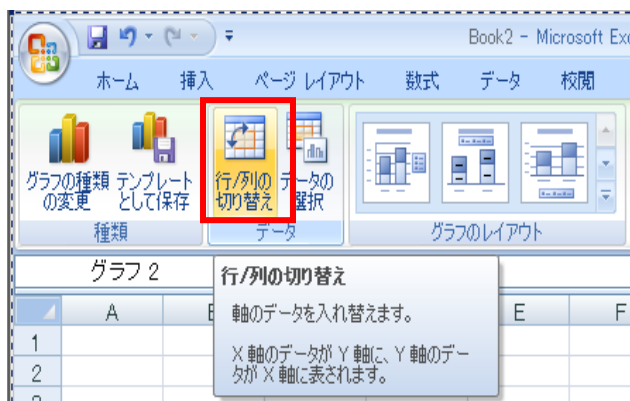 Book2 - Microsoft Exc
ホーム 挿入 ページ レイアウト 数式 データ 校閲
グラフの種類 の変更
テンプレート として保存
行/列の 切り替え
データの 選択
種類 データ グラフのレイアウト
グラフ 2
行/列の切り替え
軸のデータを入れ替えます。
X 軸のデータが Y 軸に、Y 軸のデー
タが X 軸に表されます。
A E F
1
2